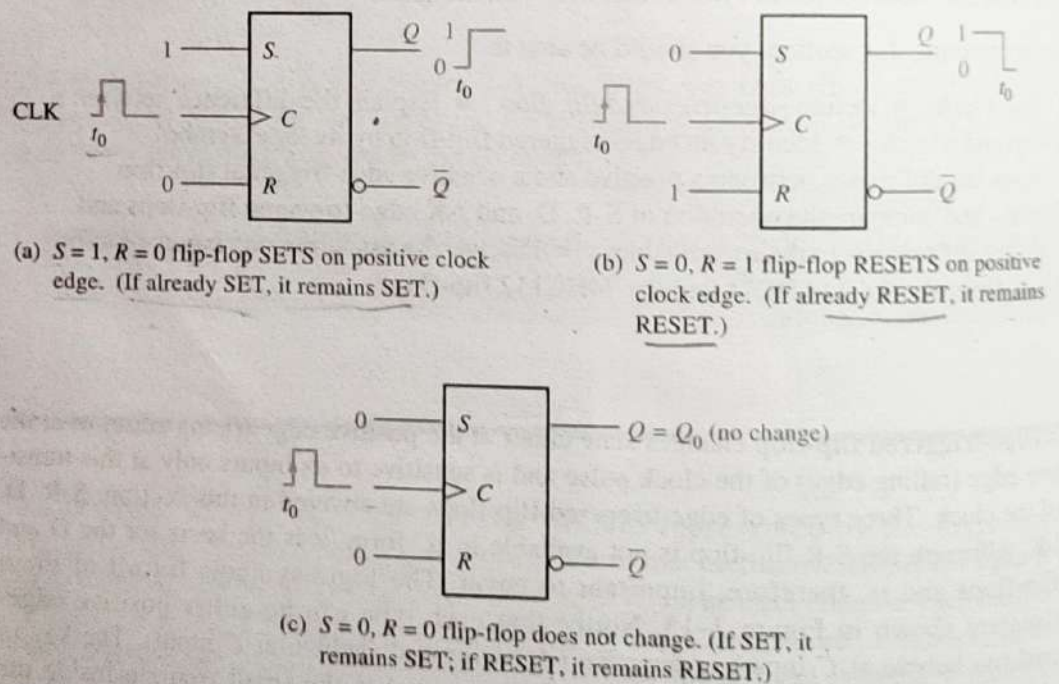 1
S
Q
1
0
t0
CLK
t0
C
0
R
Q̅
(a) S = 1, R = 0 flip-flop SETS on positive clock
edge. (If already SET, it remains SET.)
0
S
Q
1
0
t0
t0
C
1
R
Q̅
(b) S = 0, R = 1 flip-flop RESETS on positive
clock edge. (If already RESET, it remains
RESET.)
0
S
Q = Q0 (no change)
t0
C
0
R
Q̅
(c) S = 0, R = 0 flip-flop does not change. (If SET, it
remains SET; if RESET, it remains RESET.)